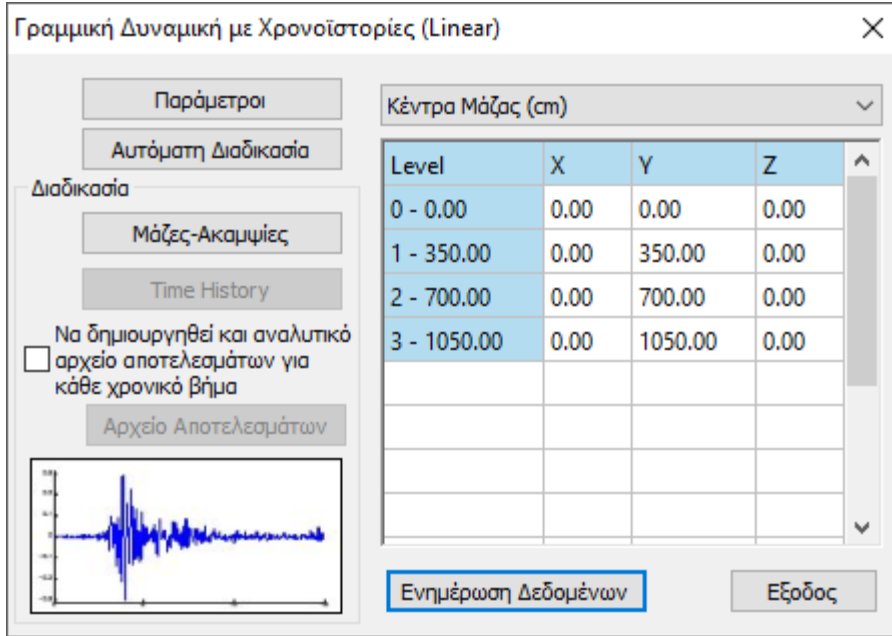 Γραμμική Δυναμική με Χρονοϊστορίες (Linear)
Παράμετροι
Αυτόματη Διαδικασία
Διαδικασία
Μάζες-Ακαμψίες
Time History
Να δημιουργηθεί και αναλυτικό
αρχείο αποτελεσμάτων για
κάθε χρονικό βήμα
Αρχείο Αποτελεσμάτων
Κέντρα Μάζας (cm)
Level X Y Z
0 - 0.00 0.00 0.00 0.00
1 - 350.00 0.00 350.00 0.00
2 - 700.00 0.00 700.00 0.00
3 - 1050.00 0.00 1050.00 0.00
Ενημέρωση Δεδομένων
Εξοδος